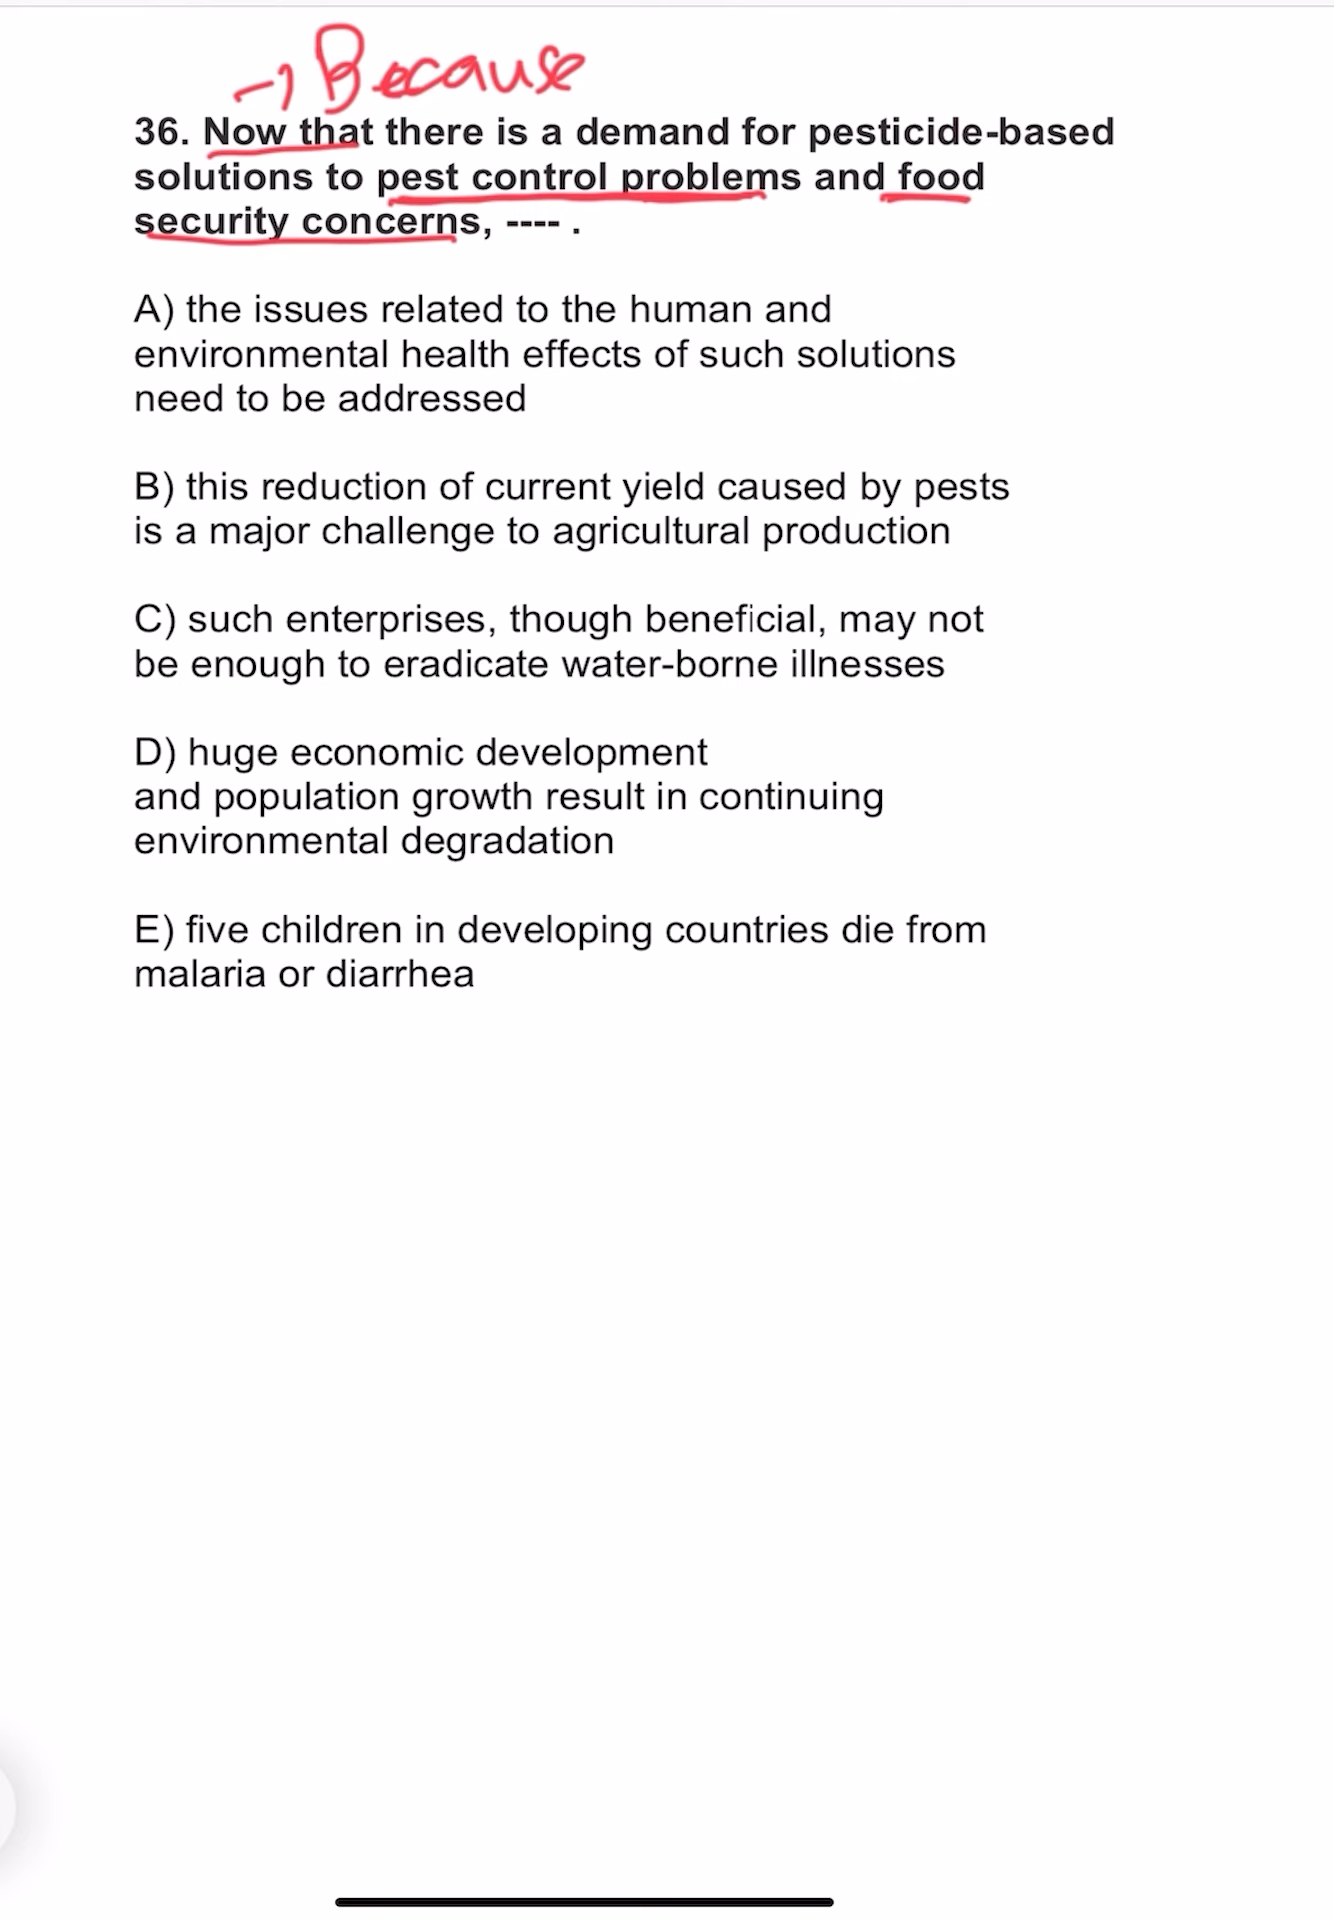 → Because
36. Now that there is a demand for pesticide-based
solutions to pest control problems and food
security concerns, ---- .
A) the issues related to the human and
environmental health effects of such solutions
need to be addressed
B) this reduction of current yield caused by pests
is a major challenge to agricultural production
C) such enterprises, though beneficial, may not
be enough to eradicate water-borne illnesses
D) huge economic development
and population growth result in continuing
environmental degradation
E) five children in developing countries die from
malaria or diarrhea